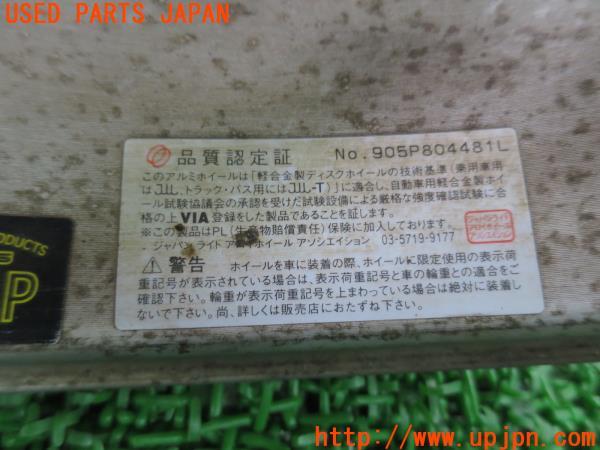 USED PARTS JAPAN
品質認定証 No.905P804481L
このアルミホイールは「軽合金製ディスクホイールの技術基準(乗用車用
はJWL、トラック・バス用にはJWL-T)」に適合し、自動車用軽合金製ホイ
ール試験協議会の承認を受けた試験設備による厳格な強度確認試験に合
格の上VIA登録をした製品であることを証します。
※この製品はPL(生産物賠償責任)保険に加入しております。
- ジャパン ライト アロイホイール アソシエイション 03-5719-9177
PRODUCTS
P
⚠ 警告 ホイールを車に装着の際、ホイールに限定使用の表示荷
重記号が表示されている場合は、表示荷重記号と車の輪重との適合をご
確認下さい。輪重が表示荷重記号を上まわっている場合は絶対に装着し
ないで下さい。尚、詳しくは販売店におたずね下さい。
http://www.upjpn.com/